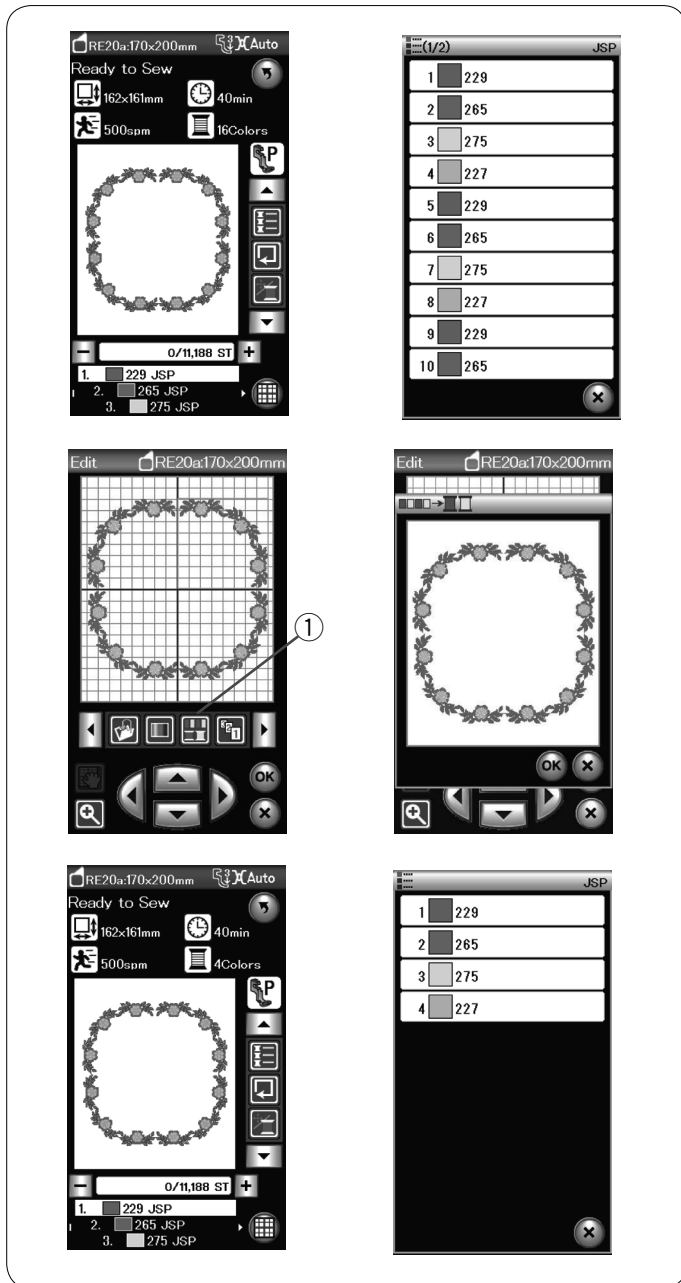 RE20a:170x200mm Auto
Ready to Sew
162x161mm 40min
500spm 16Colors
P
0/11,188 ST
1. 229 JSP
2. 265 JSP
3. 275 JSP
(1/2) JSP
1 229
2 265
3 275
4 227
5 229
6 265
7 275
8 227
9 229
10 265
Edit RE20a:170x200mm
①
OK
Edit RE20a:170x200mm
OK
RE20a:170x200mm Auto
Ready to Sew
162x161mm 40min
500spm 4Colors
P
0/11,188 ST
1. 229 JSP
2. 265 JSP
3. 275 JSP
JSP
1 229
2 265
3 275
4 227